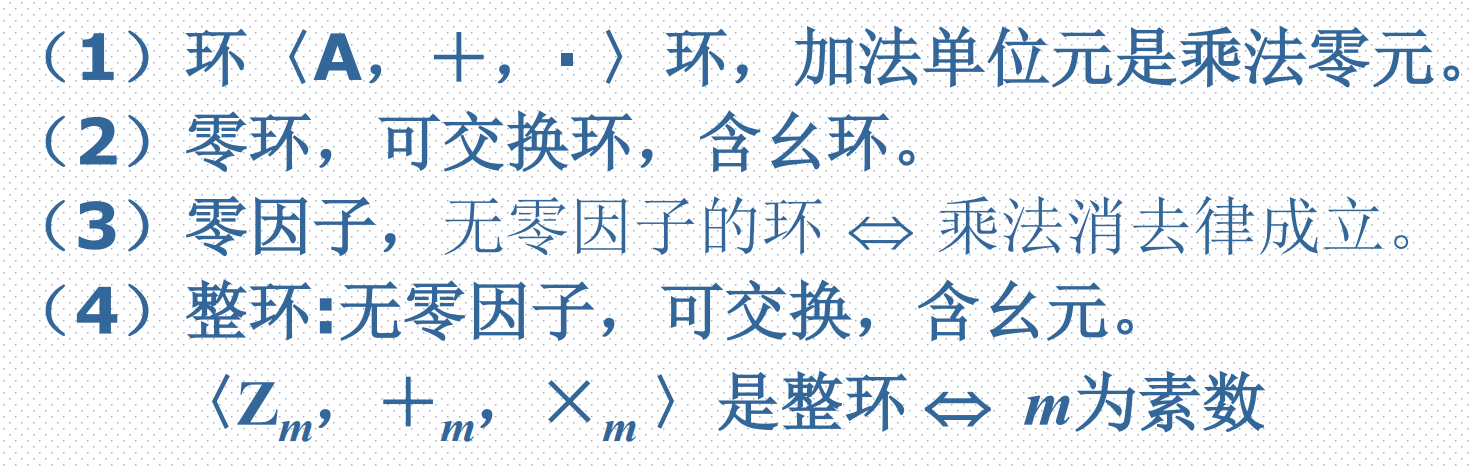 （1）环〈A，＋，·〉环，加法单位元是乘法零元。
（2）零环，可交换环，含幺环。
（3）零因子，无零因子的环⇔乘法消去律成立。
（4）整环:无零因子，可交换，含幺元。
〈Zm，＋m，×m〉是整环⇔m为素数